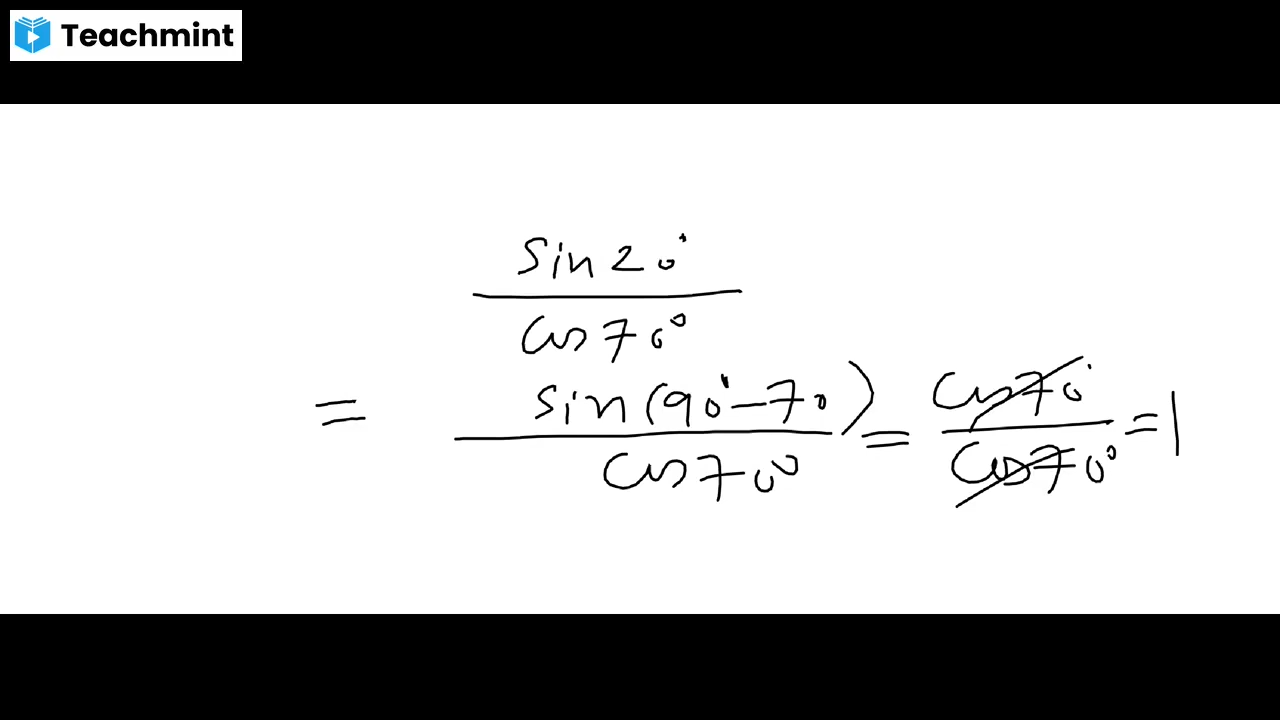 Teachmint
sin 20°
cos 70°
= sin (90° - 70) / cos 70° = cos 70° / cos 70° = 1